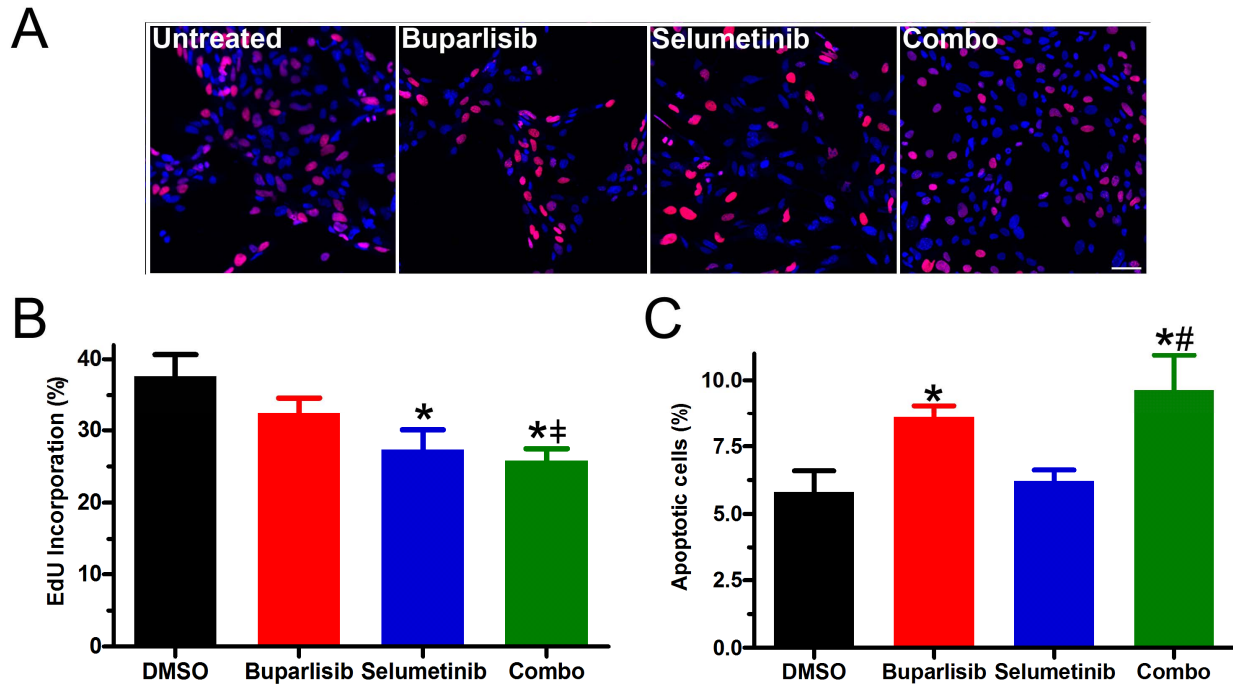 A
Untreated Buparlisib Selumetinib Combo
B
EdU Incorporation (%)
40
30
20
10
0
*
*‡
DMSO Buparlisib Selumetinib Combo
C
Apoptotic cells (%)
10.0
7.5
5.0
2.5
0.0
*
*#
DMSO Buparlisib Selumetinib Combo